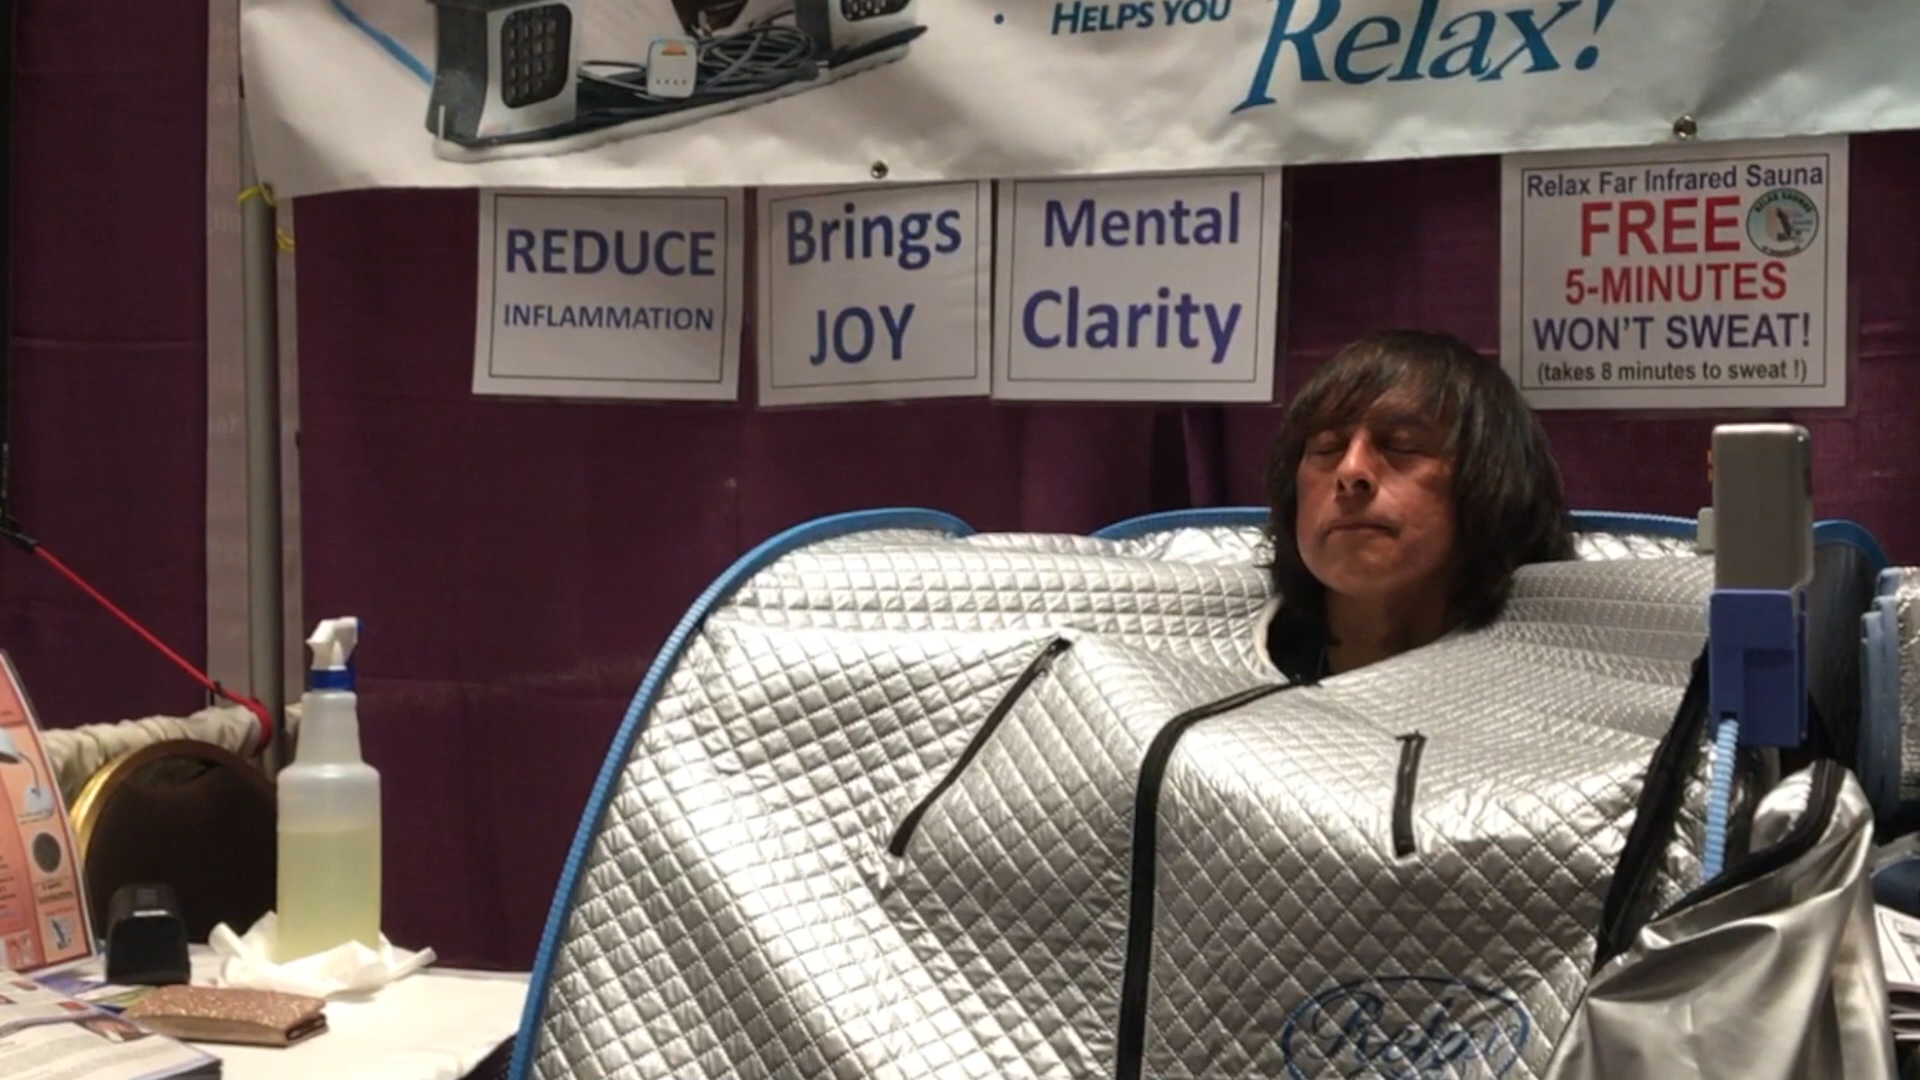 HELPS YOU
Relax!
REDUCE
INFLAMMATION
Brings
JOY
Mental
Clarity
Relax Far Infrared Sauna
FREE
5-MINUTES
WON'T SWEAT!
(takes 8 minutes to sweat !)
Relax